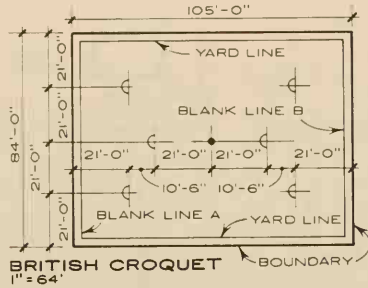 105'-0"
YARD LINE
21'-0"
84'-0"
21'-0"
21'-0"
BLANK LINE B
21'-0" 21'-0" 21'-0" 21'-0"
10'-6" 10'-6"
21'-0"
BLANK LINE A
YARD LINE
BRITISH CROQUET
BOUNDARY
1" = 64'